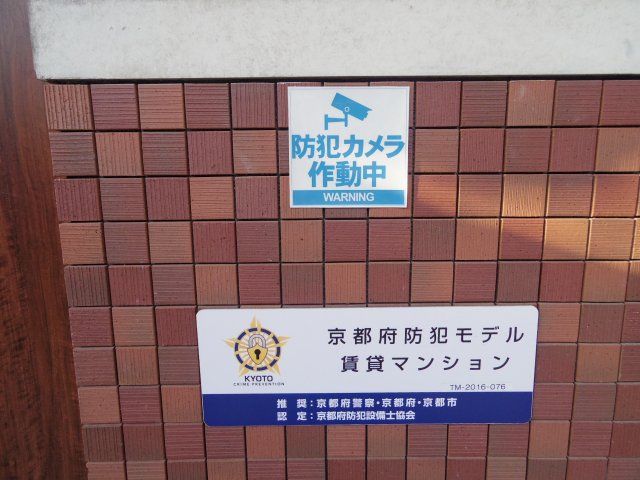 防犯カメラ
作動中
WARNING
京都府防犯モデル
賃貸マンション
KYOTO
CRIME PREVENTION
TM-2016-076
推　奨：京都府警察・京都府・京都市
認　定：京都府防犯設備士協会